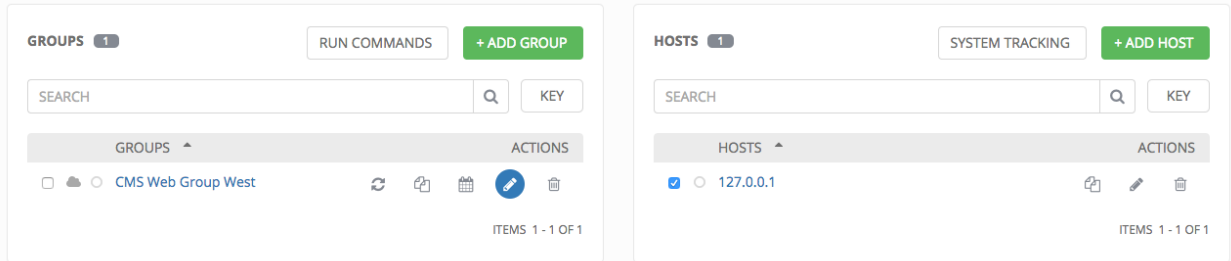 GROUPS 1 RUN COMMANDS + ADD GROUP
SEARCH KEY
GROUPS ACTIONS
CMS Web Group West
ITEMS 1 - 1 OF 1
HOSTS 1 SYSTEM TRACKING + ADD HOST
SEARCH KEY
HOSTS ACTIONS
127.0.0.1
ITEMS 1 - 1 OF 1